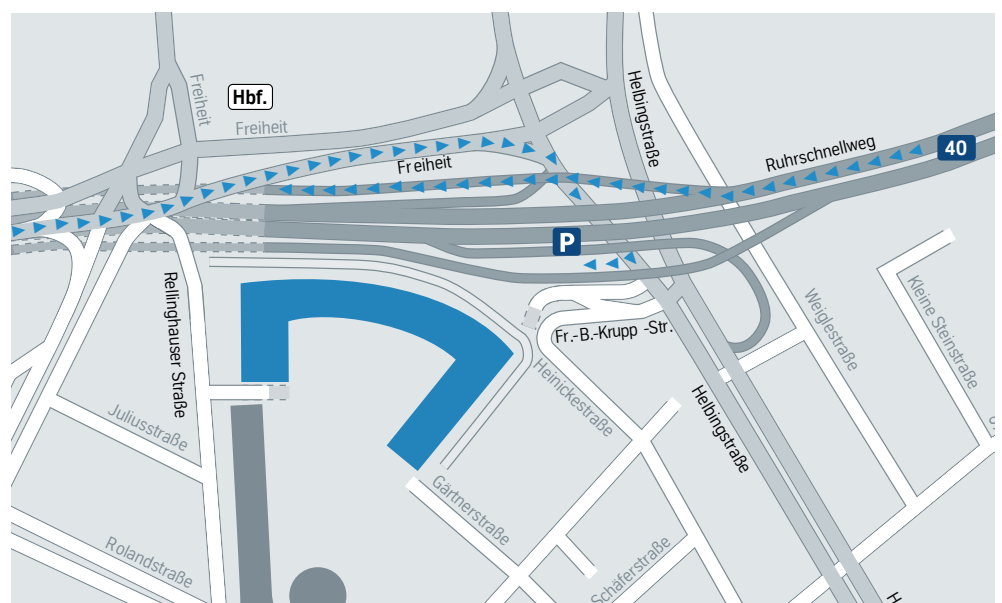 Freiheit
Hbf.
Freiheit
Helbingstraße
Freiheit
Ruhrschnellweg
40
P
Rellinghauser Straße
Fr.-B.-Krupp -Str.
Weiglestraße
Kleine Steinstraße
Heinickestraße
Helbingstraße
Juliusstraße
Gärtnerstraße
Rolandstraße
Schäferstraße
H